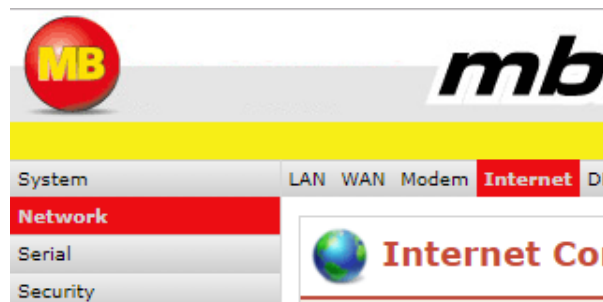 MB
mb
System
LAN WAN Modem Internet D
Network
Serial
Internet Co
Security